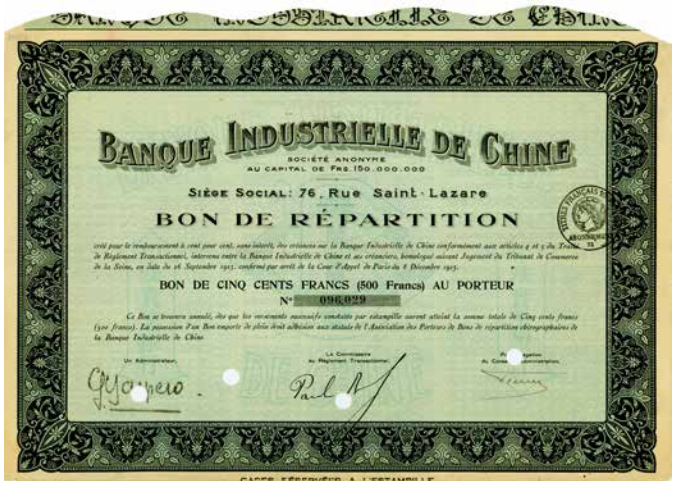 BANQUE INDUSTRIELLE DE CHINE
SOCIÉTÉ ANONYME
AU CAPITAL DE FRS. 150.000.000
SIÈGE SOCIAL: 76, Rue Saint-Lazare
BON DE RÉPARTITION
créé pour le remboursement à cent pour cent, sans intérêt, des créances sur la Banque Industrielle de Chine conformément aux articles 4 et 5 du Traité
de Règlement Transactionnel, intervenu entre la Banque Industrielle de Chine et ses créanciers, homologué suivant Jugement du Tribunal de Commerce
de la Seine, en date du 26 Septembre confirmé par arrêt de la Cour d'Appel de Paris du 8 Décembre
BON DE CINQ CENTS FRANCS (500 Francs) AU PORTEUR
N° 096,029
Ce Bon se trouvera annulé, dès que les versements successifs constatés par estampille auront atteint la somme totale de Cinq cents francs
(500 francs). La possession d'un Bon emporte de plein droit adhésion aux statuts de l'Association des Porteurs de Bons de répartition chirographaires de
la Banque Industrielle de Chine
Un Administrateur,
Le Commissaire
au Règlement Transactionnel,
CASES RÉSERVÉES A L'ESTAMPILLE